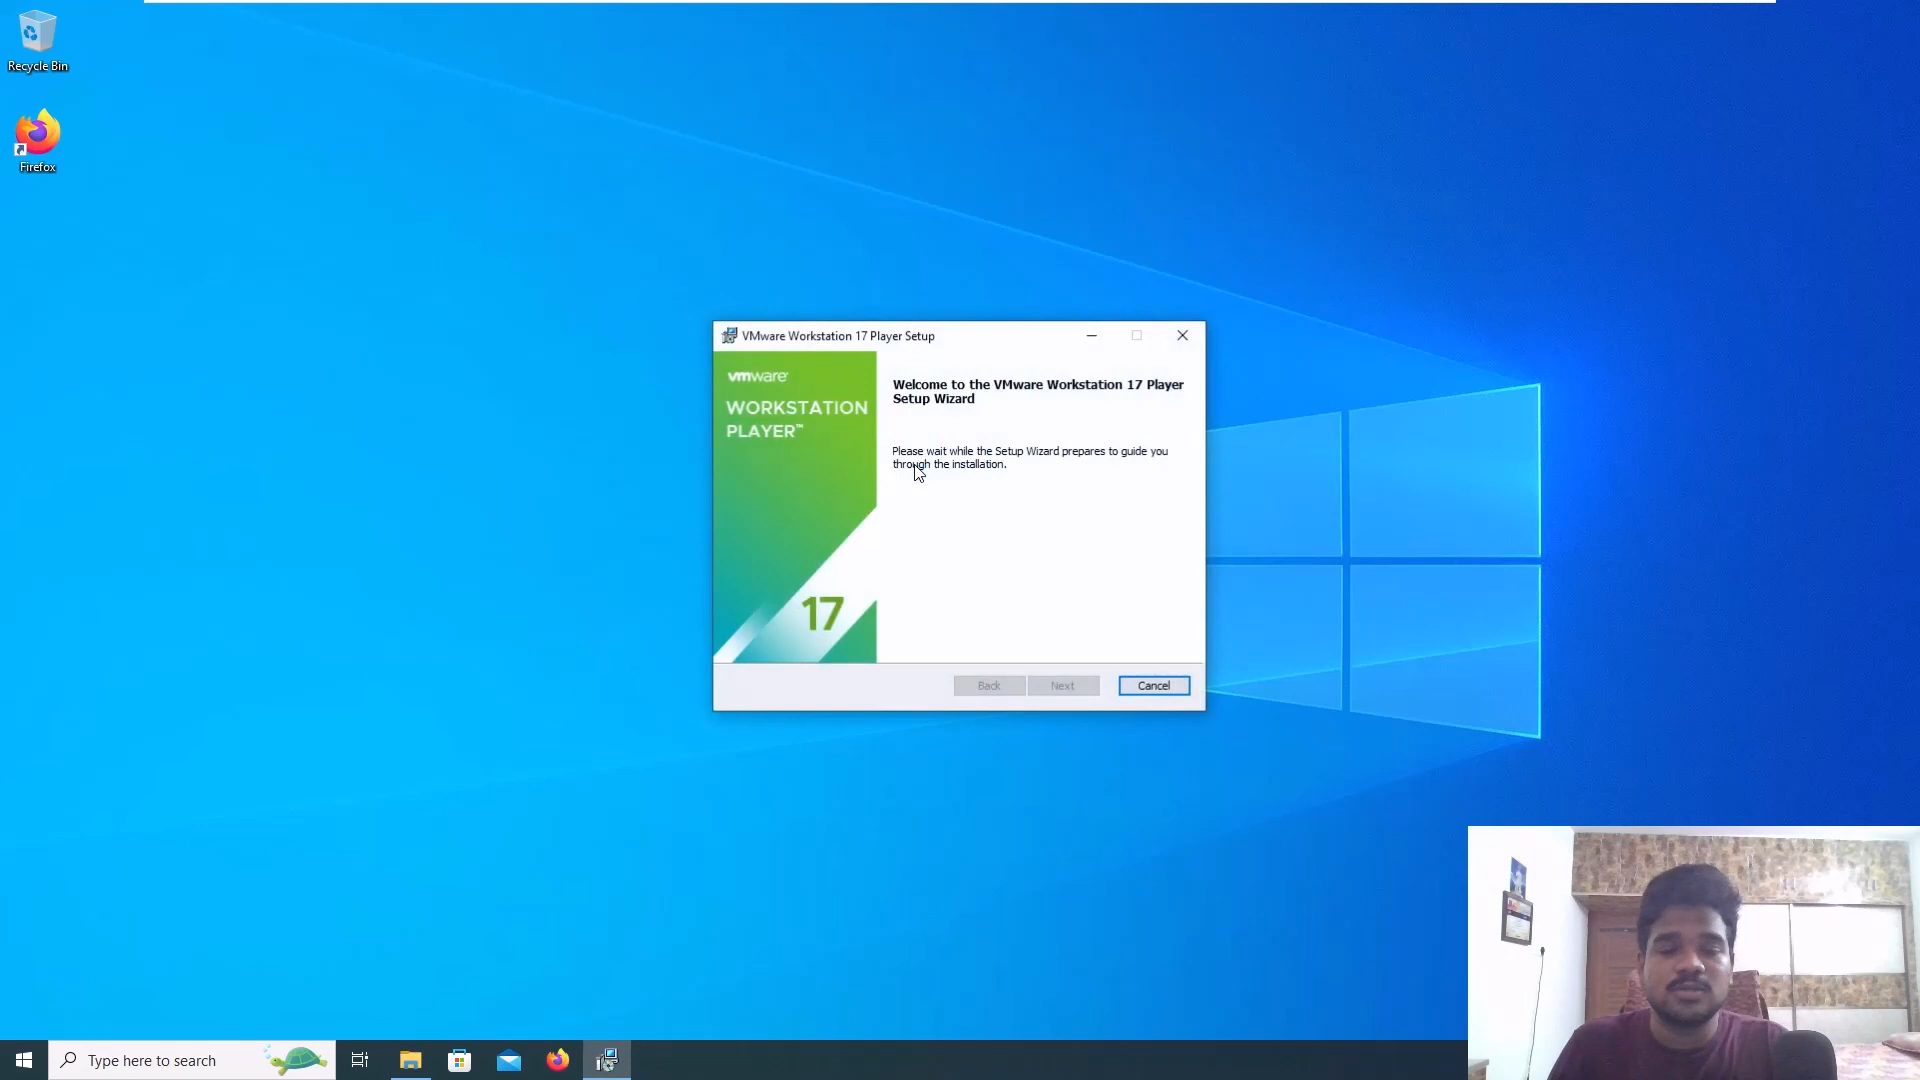 Recycle Bin
Firefox
VMware Workstation 17 Player Setup
vmware
WORKSTATION
PLAYER™
17
Welcome to the VMware Workstation 17 Player
Setup Wizard
Please wait while the Setup Wizard prepares to guide you
through the installation.
Back
Next
Cancel
Type here to search